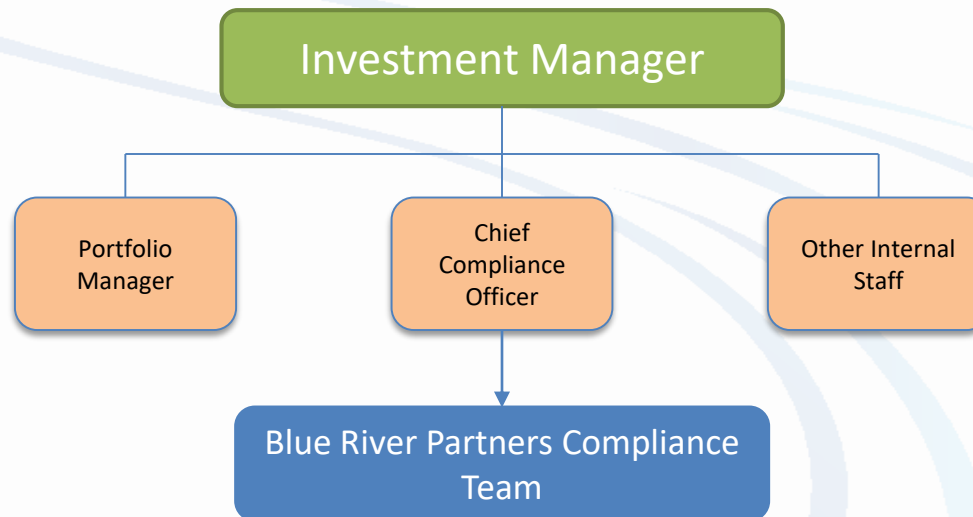 Investment Manager
Portfolio
Manager
Chief
Compliance
Officer
Other Internal
Staff
Blue River Partners Compliance
Team